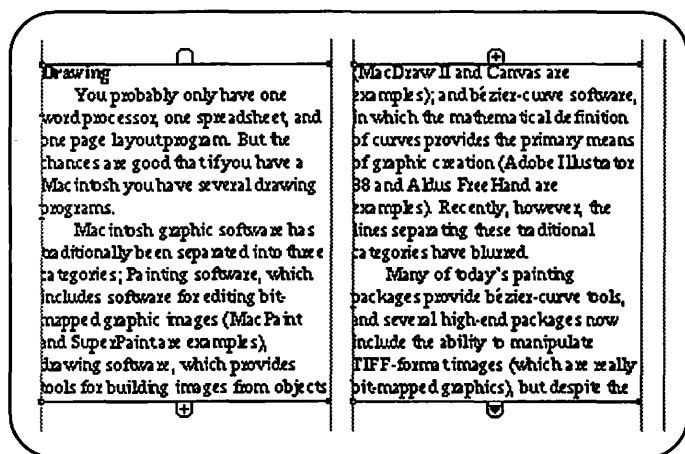 Drawing
You probably only have one
word processor, one spreadsheet, and
one page layout program. But the
chances are good that if you have a
Macintosh you have several drawing
programs.
Macintosh graphic software has
traditionally been separated into three
categories; Painting software, which
includes software for editing bit-
mapped graphic images (MacPaint
and SuperPaint are examples),
drawing software, which provides
tools for building images from objects
(MacDraw II and Canvas are
examples); and bézier-curve software,
in which the mathematical definition
of curves provides the primary means
of graphic creation (Adobe Illustrator
88 and Aldus FreeHand are
examples). Recently, however, the
lines separating these traditional
categories have blurred.
Many of today's painting
packages provide bézier-curve tools,
and several high-end packages now
include the ability to manipulate
TIFF-format images (which are really
bit-mapped graphics), but despite the